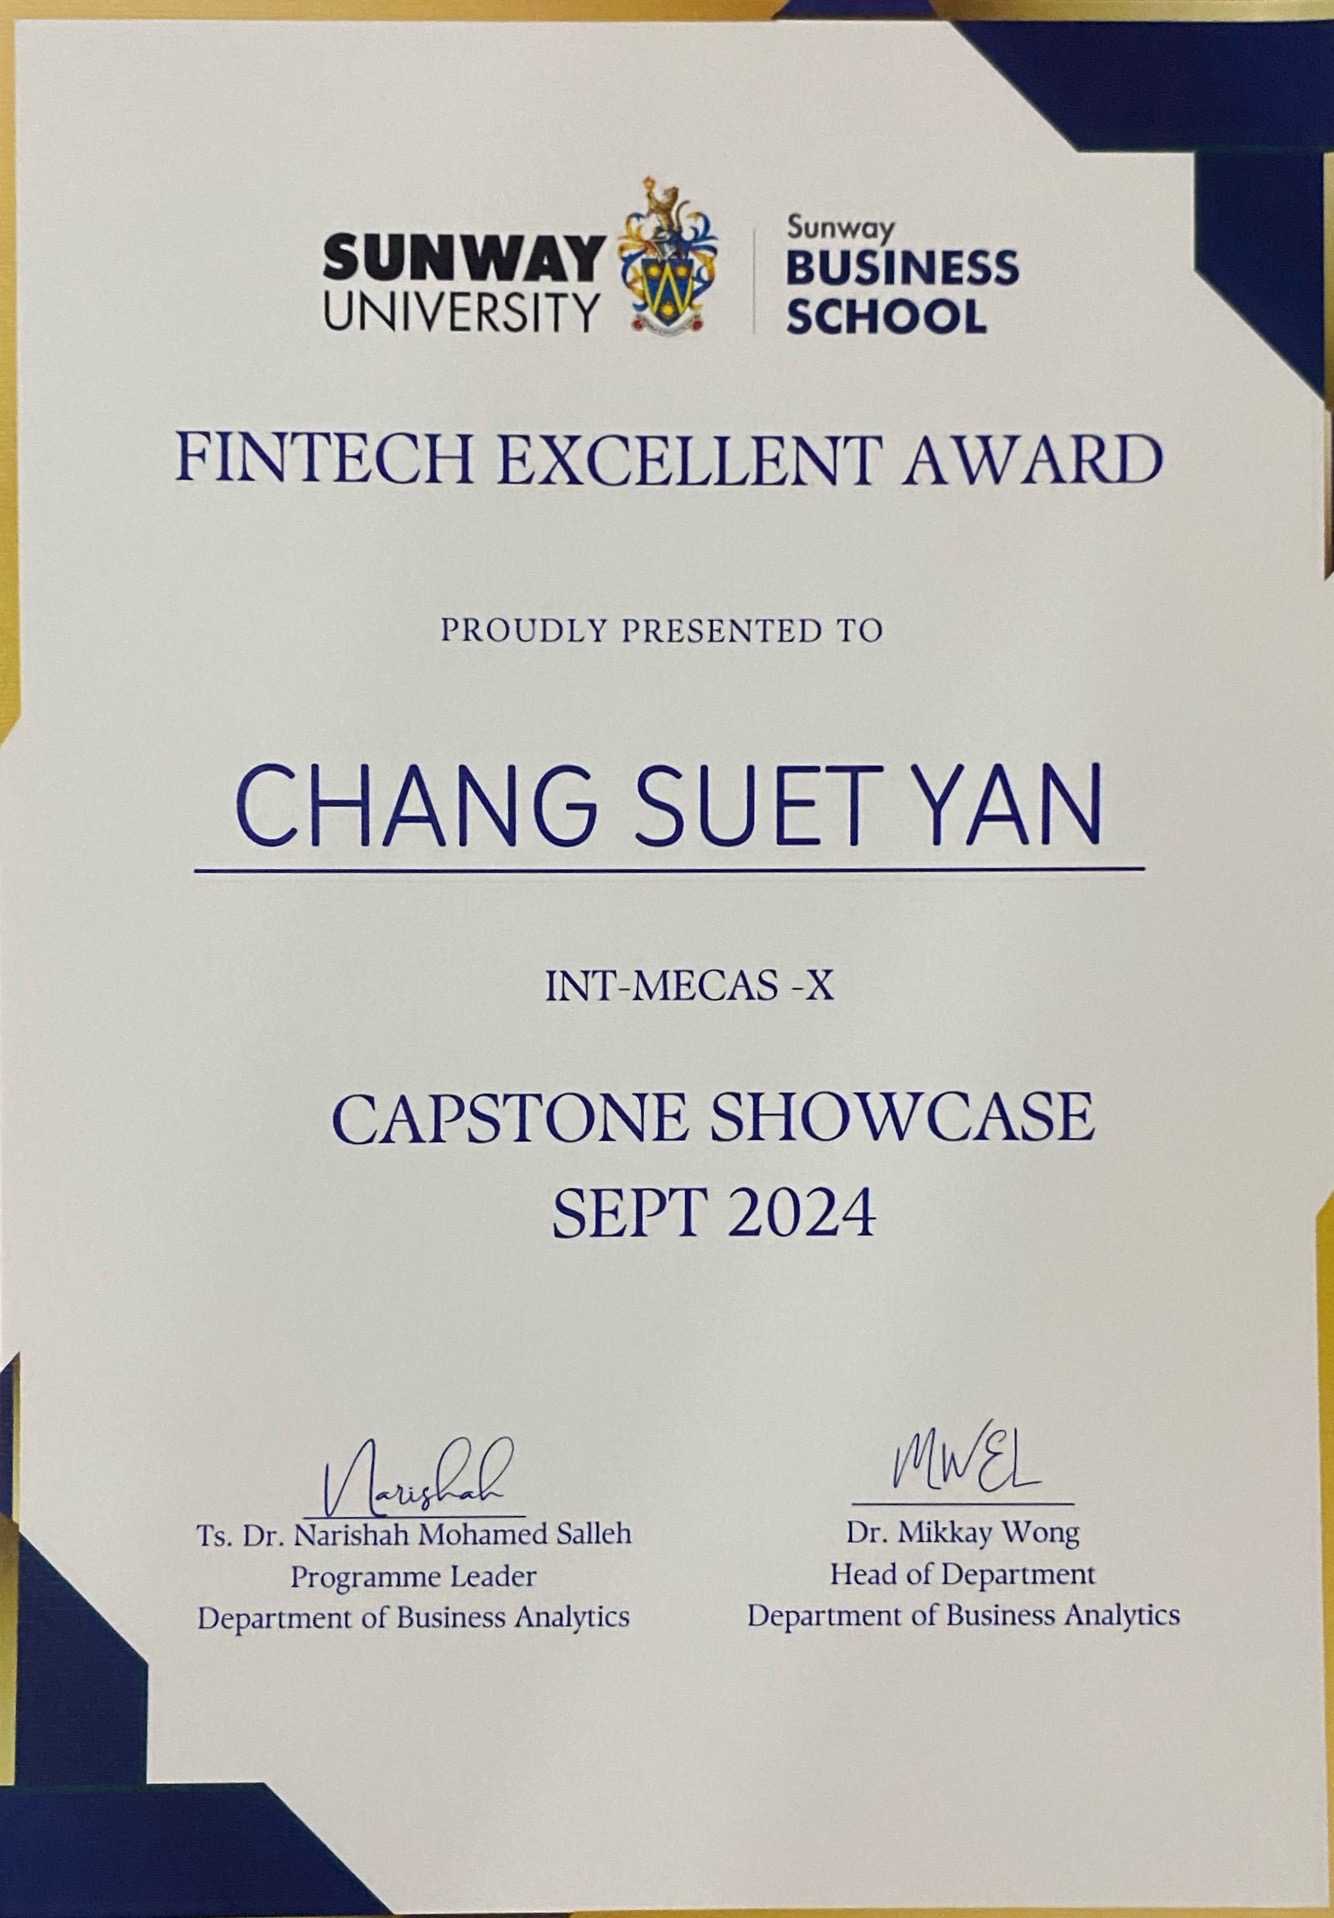 SUNWAY
UNIVERSITY
Sunway
BUSINESS
SCHOOL
FINTECH EXCELLENT AWARD
PROUDLY PRESENTED TO
CHANG SUET YAN
INT-MECAS -X
CAPSTONE SHOWCASE
SEPT 2024
Narishah
Ts. Dr. Narishah Mohamed Salleh
Programme Leader
Department of Business Analytics
MWEL
Dr. Mikkay Wong
Head of Department
Department of Business Analytics